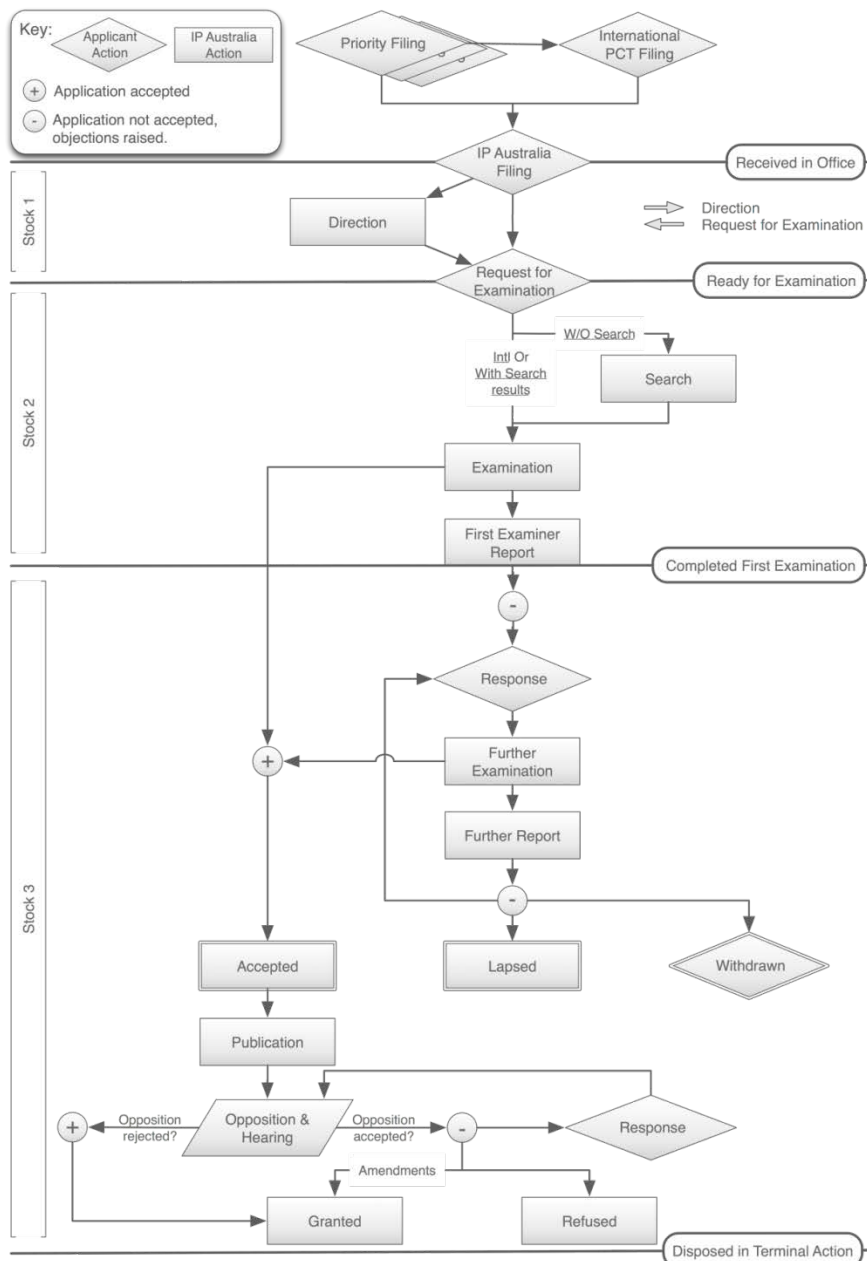 Key:
Applicant
Action
IP Australia
Action
+ Application accepted
- Application not accepted,
objections raised.
Priority Filing
International
PCT Filing
IP Australia
Filing
Received in Office
Stock 1
Direction
Direction
Request for Examination
Request for
Examination
Ready for Examination
Stock 2
W/O Search
Intl Or
With Search
results
Search
Examination
First Examiner
Report
Completed First Examination
Stock 3
-
Response
+
Further
Examination
Further Report
-
Accepted
Lapsed
Withdrawn
Publication
+
Opposition
rejected?
Opposition &
Hearing
Opposition
accepted?
-
Response
Amendments
Granted
Refused
Disposed in Terminal Action